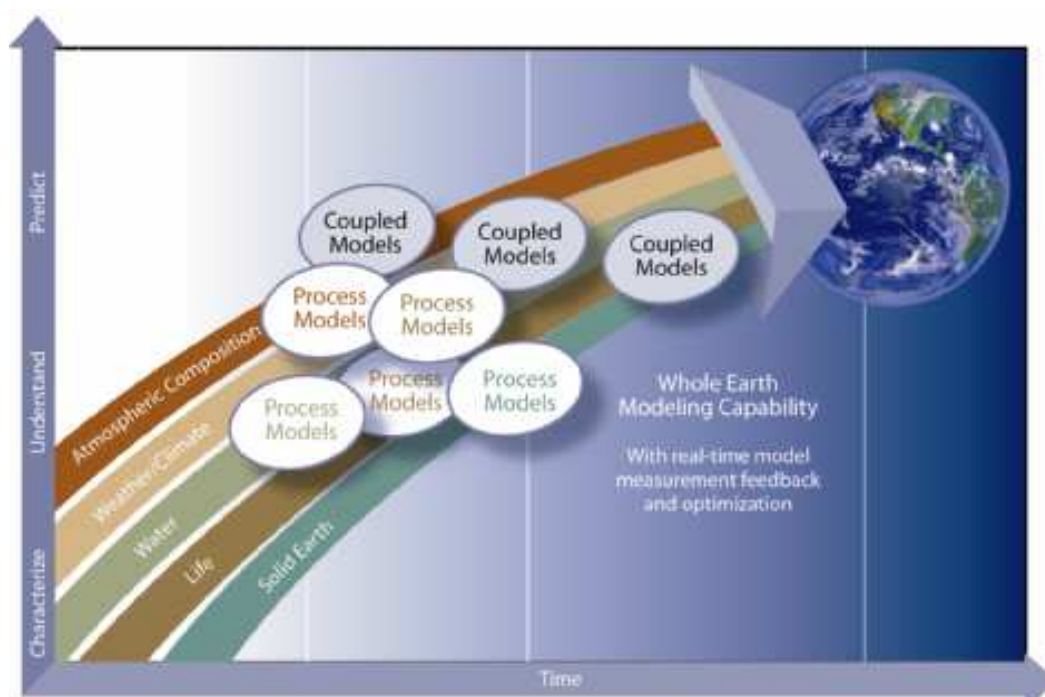 Predict
Understand
Characterize
Coupled
Models
Coupled
Models
Coupled
Models
Process
Models
Process
Models
Process
Models
Process
Models
Process
Models
Atmospheric Composition
Weather/Climate
Water
Life
Solid Earth
Whole Earth
Modeling Capability
With real-time model
measurement feedback
and optimization
Time